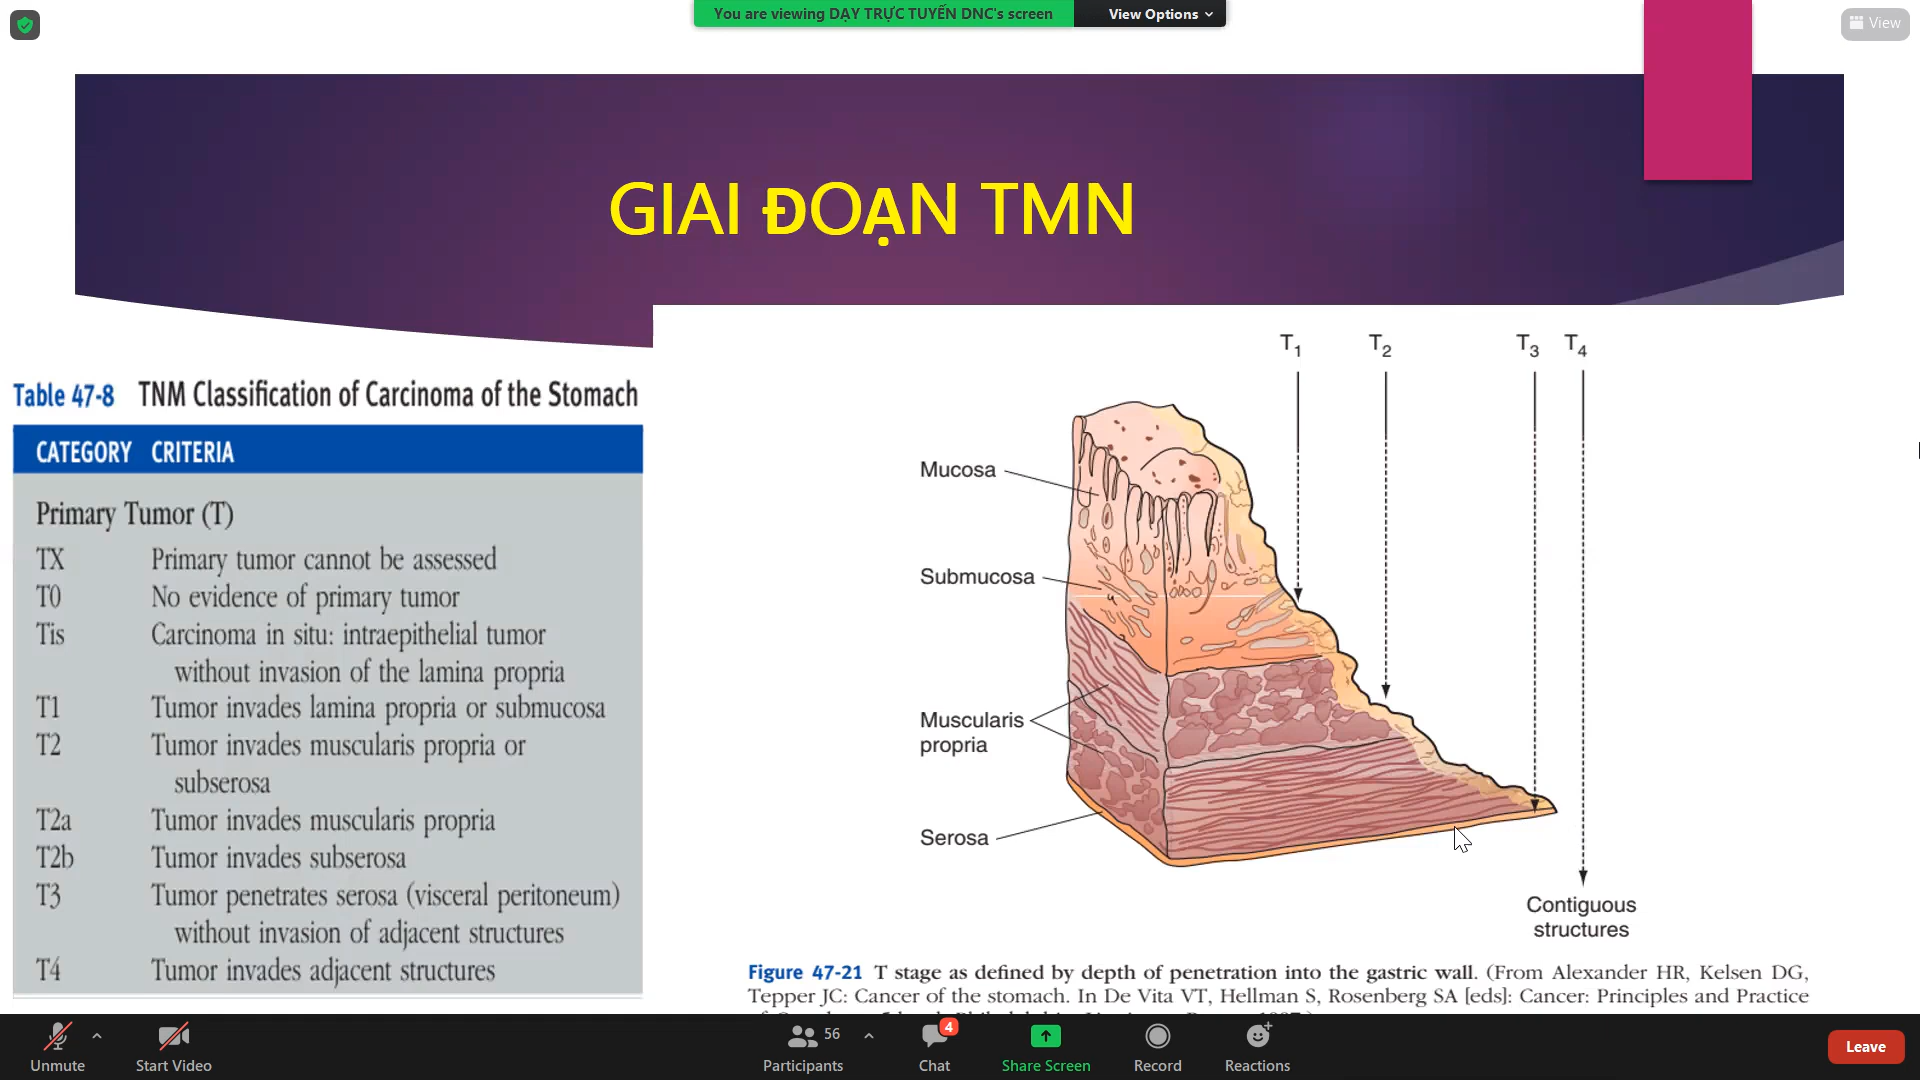 You are viewing DẠY TRỰC TUYẾN DNC's screen
View Options
View
GIAI ĐOẠN TMN
Table 47-8 TNM Classification of Carcinoma of the Stomach
CATEGORY CRITERIA
Primary Tumor (T)
TX Primary tumor cannot be assessed
T0 No evidence of primary tumor
Tis Carcinoma in situ: intraepithelial tumor
without invasion of the lamina propria
T1 Tumor invades lamina propria or submucosa
T2 Tumor invades muscularis propria or
subserosa
T2a Tumor invades muscularis propria
T2b Tumor invades subserosa
T3 Tumor penetrates serosa (visceral peritoneum)
without invasion of adjacent structures
T4 Tumor invades adjacent structures
T1 T2 T3 T4
Mucosa
Submucosa
Muscularis
propria
Serosa
Contiguous
structures
Figure 47-21 T stage as defined by depth of penetration into the gastric wall. (From Alexander HR, Kelsen DG,
Tepper JC: Cancer of the stomach. In De Vita VT, Hellman S, Rosenberg SA [eds]: Cancer: Principles and Practice
Unmute
Start Video
56
Participants
4
Chat
Share Screen
Record
Reactions
Leave